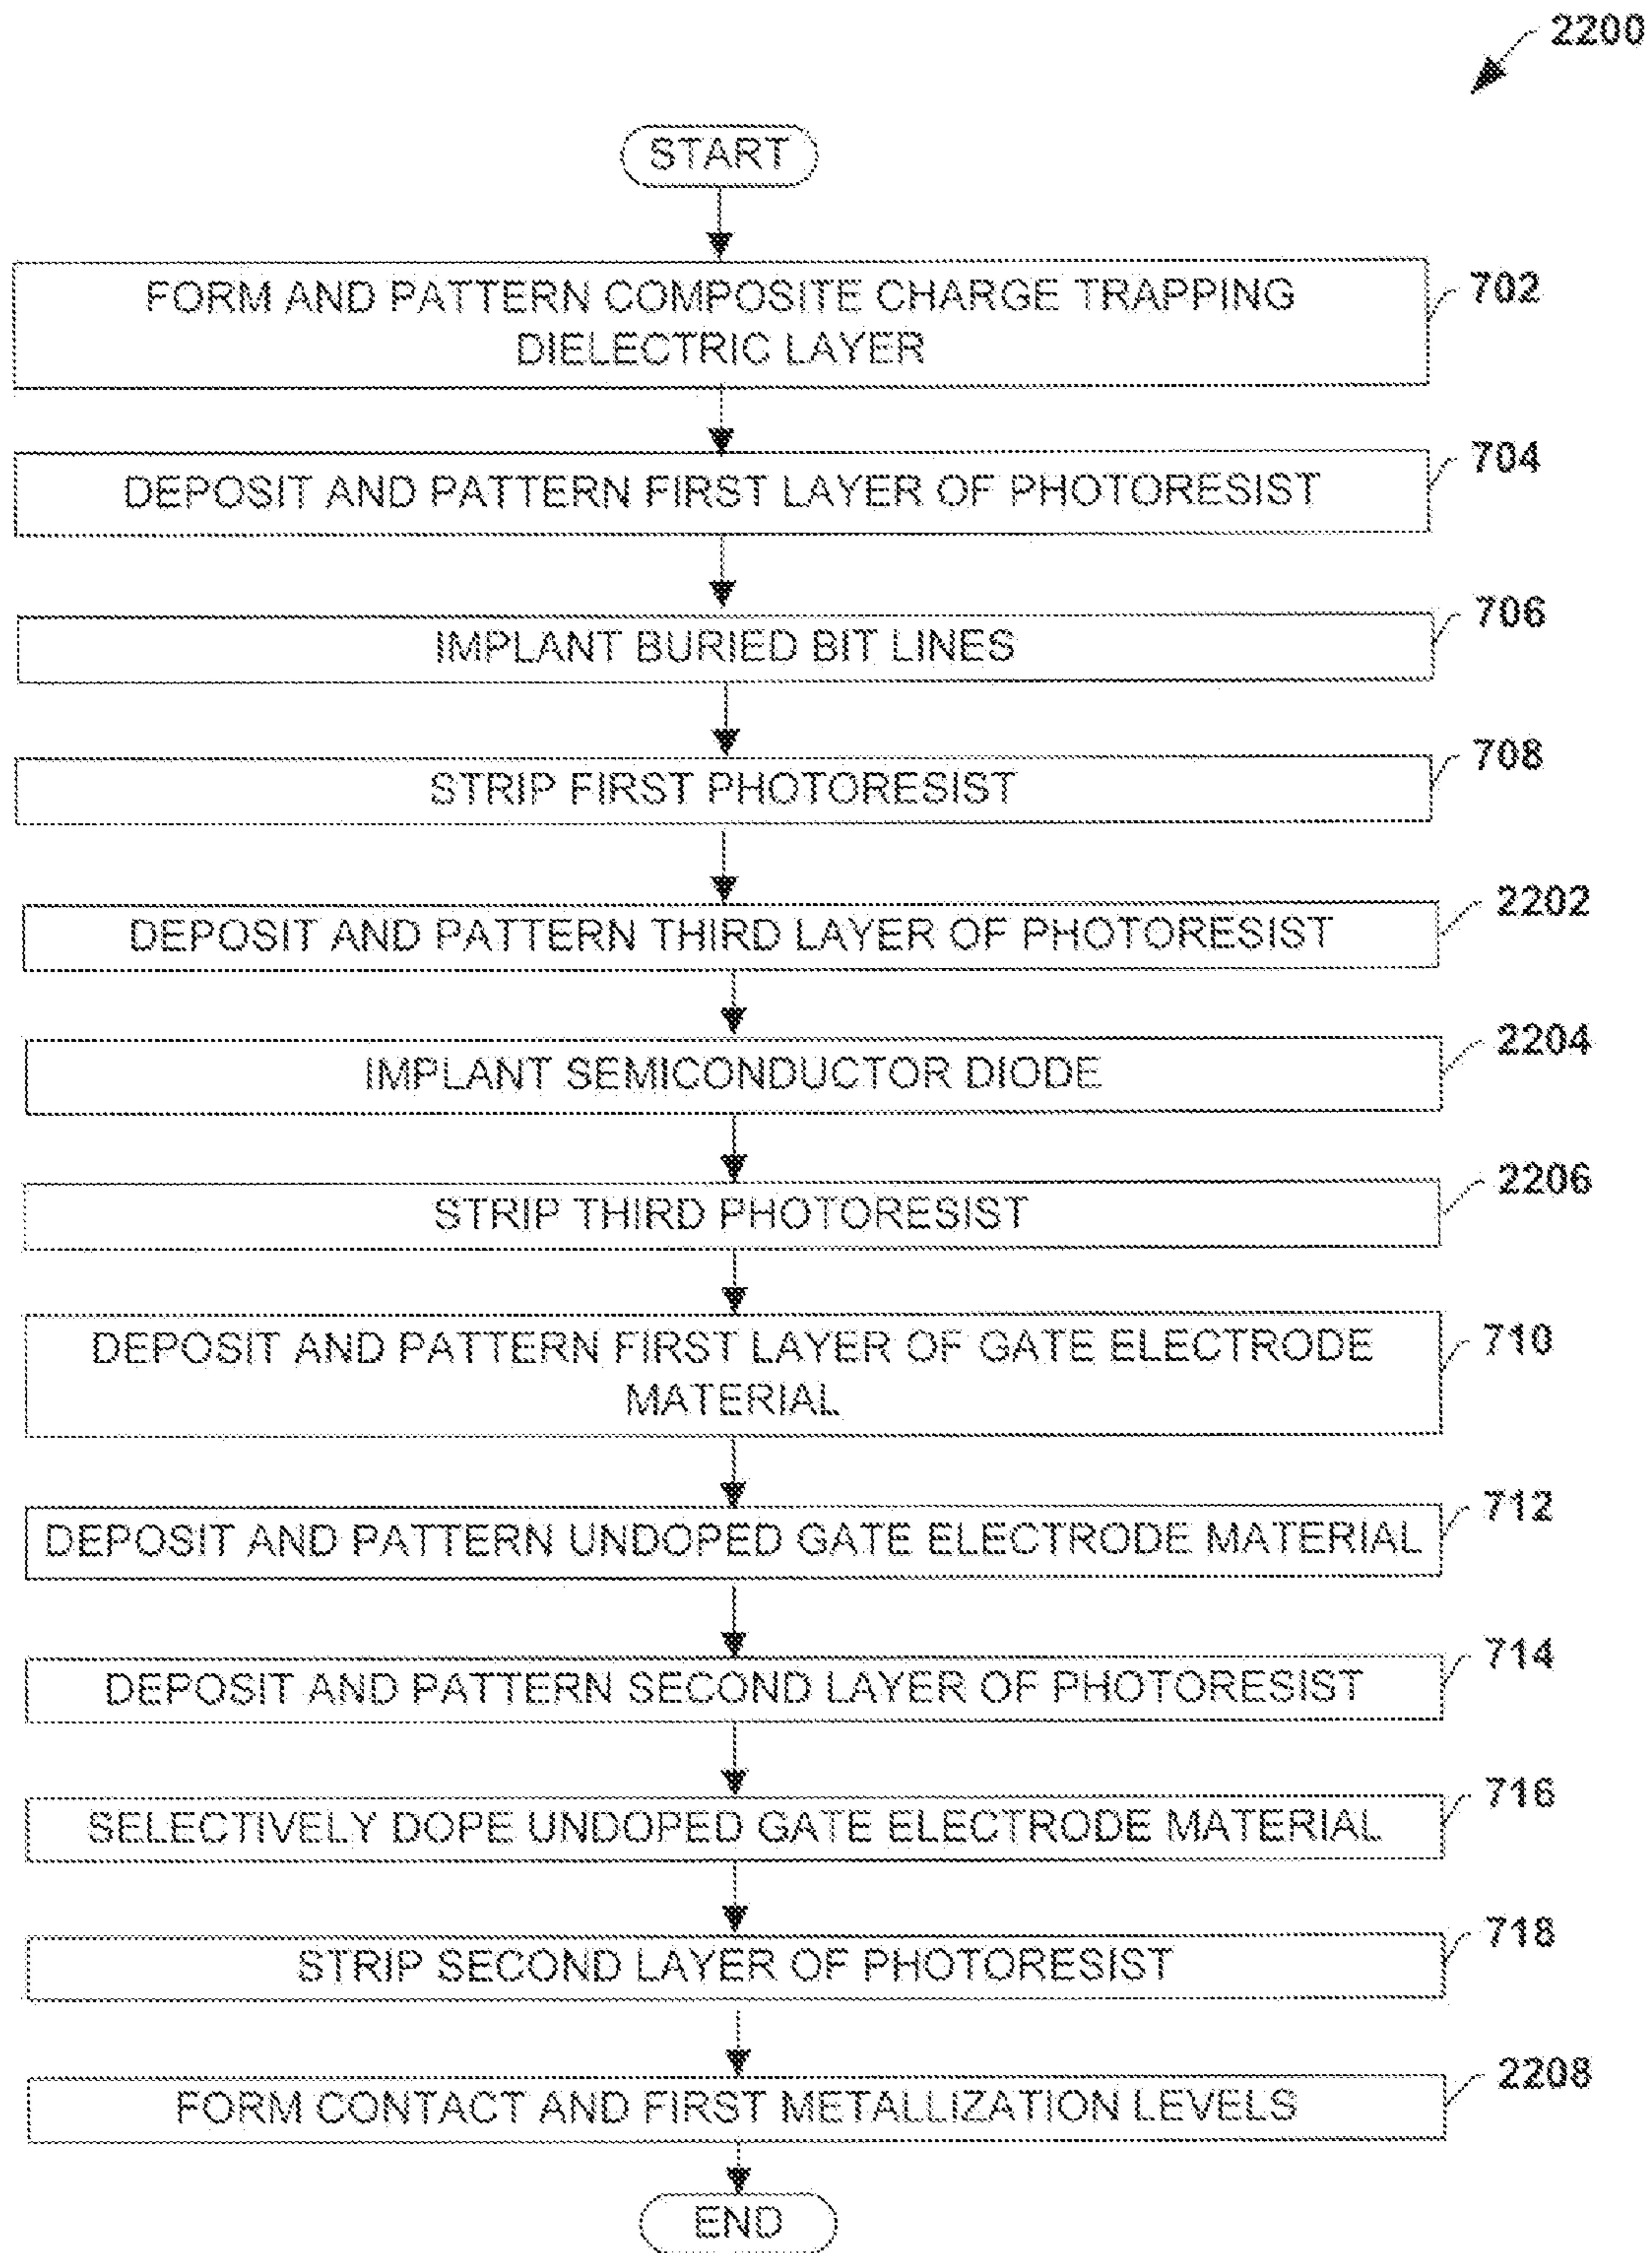 2200
START
FORM AND PATTERN COMPOSITE CHARGE TRAPPING
DIELECTRIC LAYER
702
DEPOSIT AND PATTERN FIRST LAYER OF PHOTORESIST
704
IMPLANT BURIED BIT LINES
706
STRIP FIRST PHOTORESIST
708
DEPOSIT AND PATTERN THIRD LAYER OF PHOTORESIST
2202
IMPLANT SEMICONDUCTOR DIODE
2204
STRIP THIRD PHOTORESIST
2206
DEPOSIT AND PATTERN FIRST LAYER OF GATE ELECTRODE
MATERIAL
710
DEPOSIT AND PATTERN UNDOPED GATE ELECTRODE MATERIAL
712
DEPOSIT AND PATTERN SECOND LAYER OF PHOTORESIST
714
SELECTIVELY DOPE UNDOPED GATE ELECTRODE MATERIAL
716
STRIP SECOND LAYER OF PHOTORESIST
718
FORM CONTACT AND FIRST METALLIZATION LEVELS
2208
END